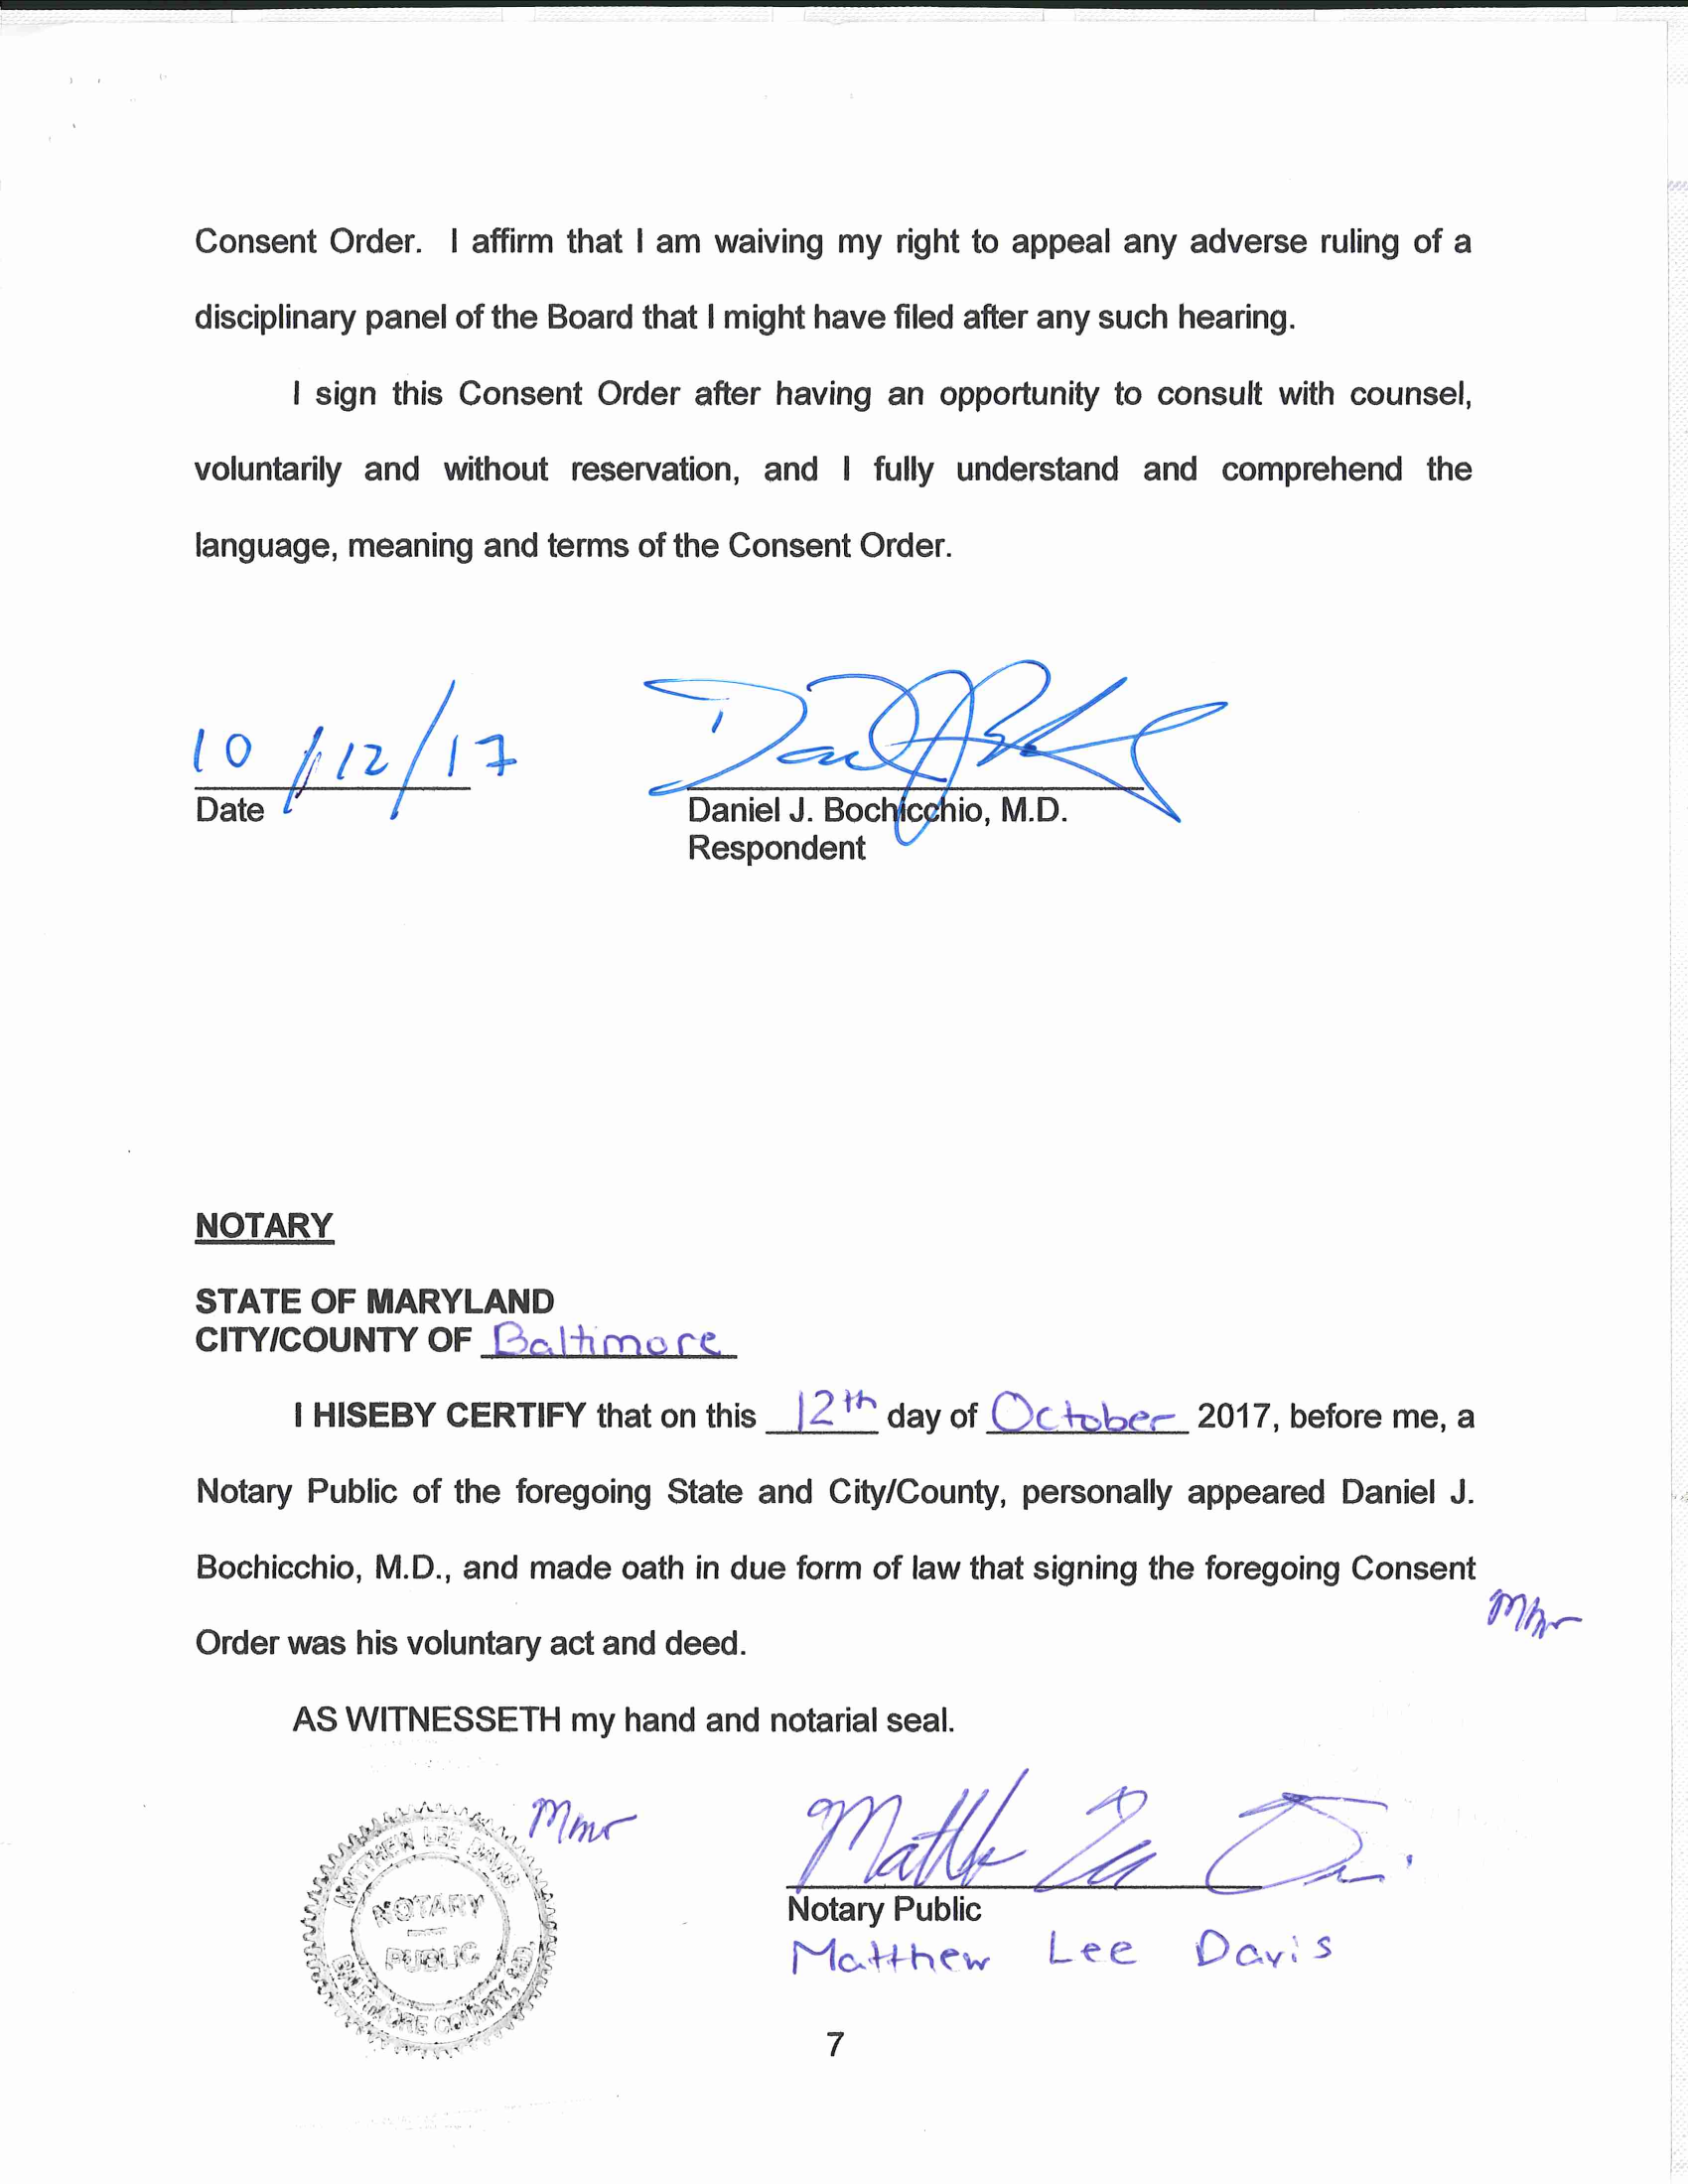 Consent Order. I affirm that I am waiving my right to appeal any adverse ruling of a
disciplinary panel of the Board that I might have filed after any such hearing.
I sign this Consent Order after having an opportunity to consult with counsel,
voluntarily and without reservation, and I fully understand and comprehend the
language, meaning and terms of the Consent Order.
10/12/17
Date
Daniel J. Bochicchio, M.D.
Respondent
NOTARY
STATE OF MARYLAND
CITY/COUNTY OF Baltimore
I HISEBY CERTIFY that on this 12th day of October 2017, before me, a
Notary Public of the foregoing State and City/County, personally appeared Daniel J.
Bochicchio, M.D., and made oath in due form of law that signing the foregoing Consent
Order was his voluntary act and deed.
AS WITNESSETH my hand and notarial seal.
MATTHEW LEE DAVIS
NOTARY
PUBLIC
BALTIMORE COUNTY, MD.
Notary Public
Matthew Lee Davis
7